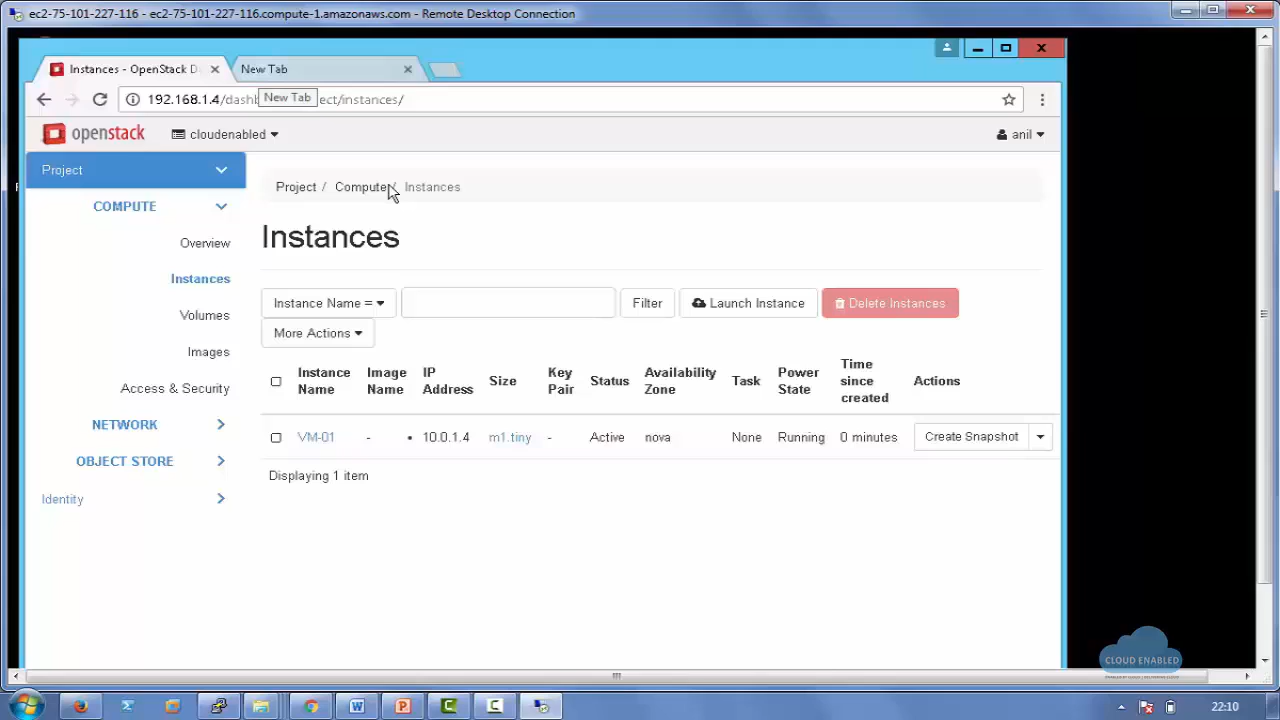 ec2-75-101-227-116 - ec2-75-101-227-116.compute-1.amazonaws.com - Remote Desktop Connection
Instances - OpenStack D
New Tab
192.168.1.4/dashb
New Tab
ect/instances/
openstack
cloudenabled
anil
Project
Project / Compute / Instances
COMPUTE
Overview
Instances
Volumes
Images
Access & Security
NETWORK
OBJECT STORE
Identity
Instances
Instance Name =
Filter
Launch Instance
Delete Instances
More Actions
Instance Name
Image Name
IP Address
Size
Key Pair
Status
Availability Zone
Task
Power State
Time since created
Actions
VM-01
-
• 10.0.1.4
m1.tiny
-
Active
nova
None
Running
0 minutes
Create Snapshot
Displaying 1 item
CLOUD ENABLED
22:10